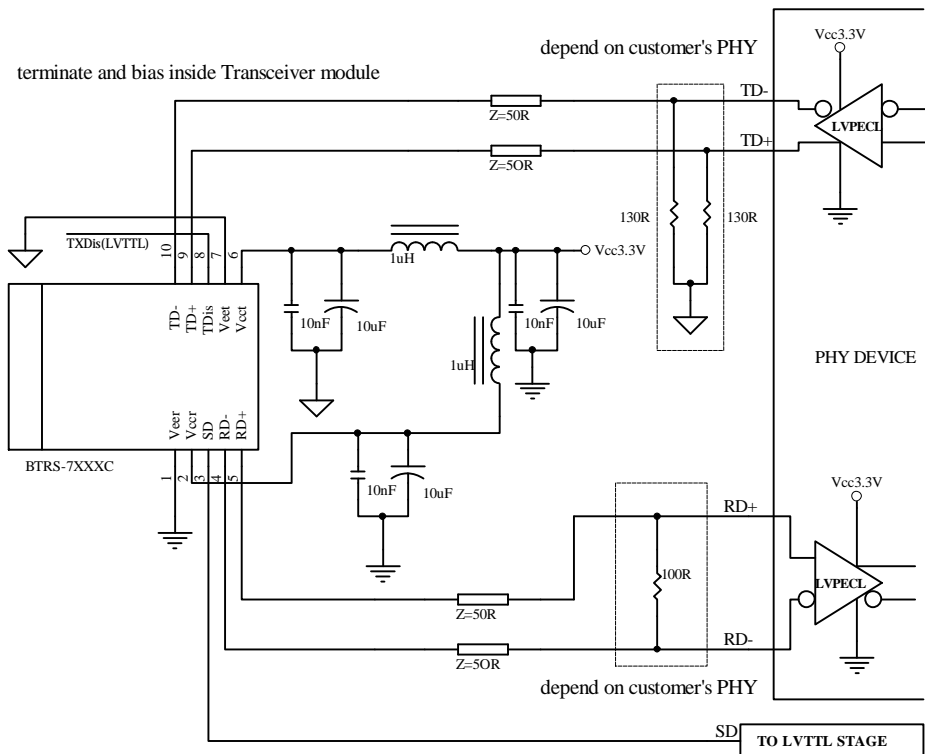 depend on customer's PHY
Vcc3.3V
terminate and bias inside Transceiver module
TD-
Z=50R
LVPECL
TD+
Z=5OR
130R
130R
TXDis(LVTTL)
10
9
8
7
6
1uH
Vcc3.3V
TD-
TD+
TDis
Veet
Vcct
10nF
10uF
10nF
10uF
1uH
PHY DEVICE
Veer
Vccr
SD
RD-
RD+
BTRS-7XXXC
1
2
3
4
5
10nF
10uF
Vcc3.3V
RD+
100R
LVPECL
Z=50R
RD-
Z=5OR
depend on customer's PHY
SD
TO LVTTL STAGE